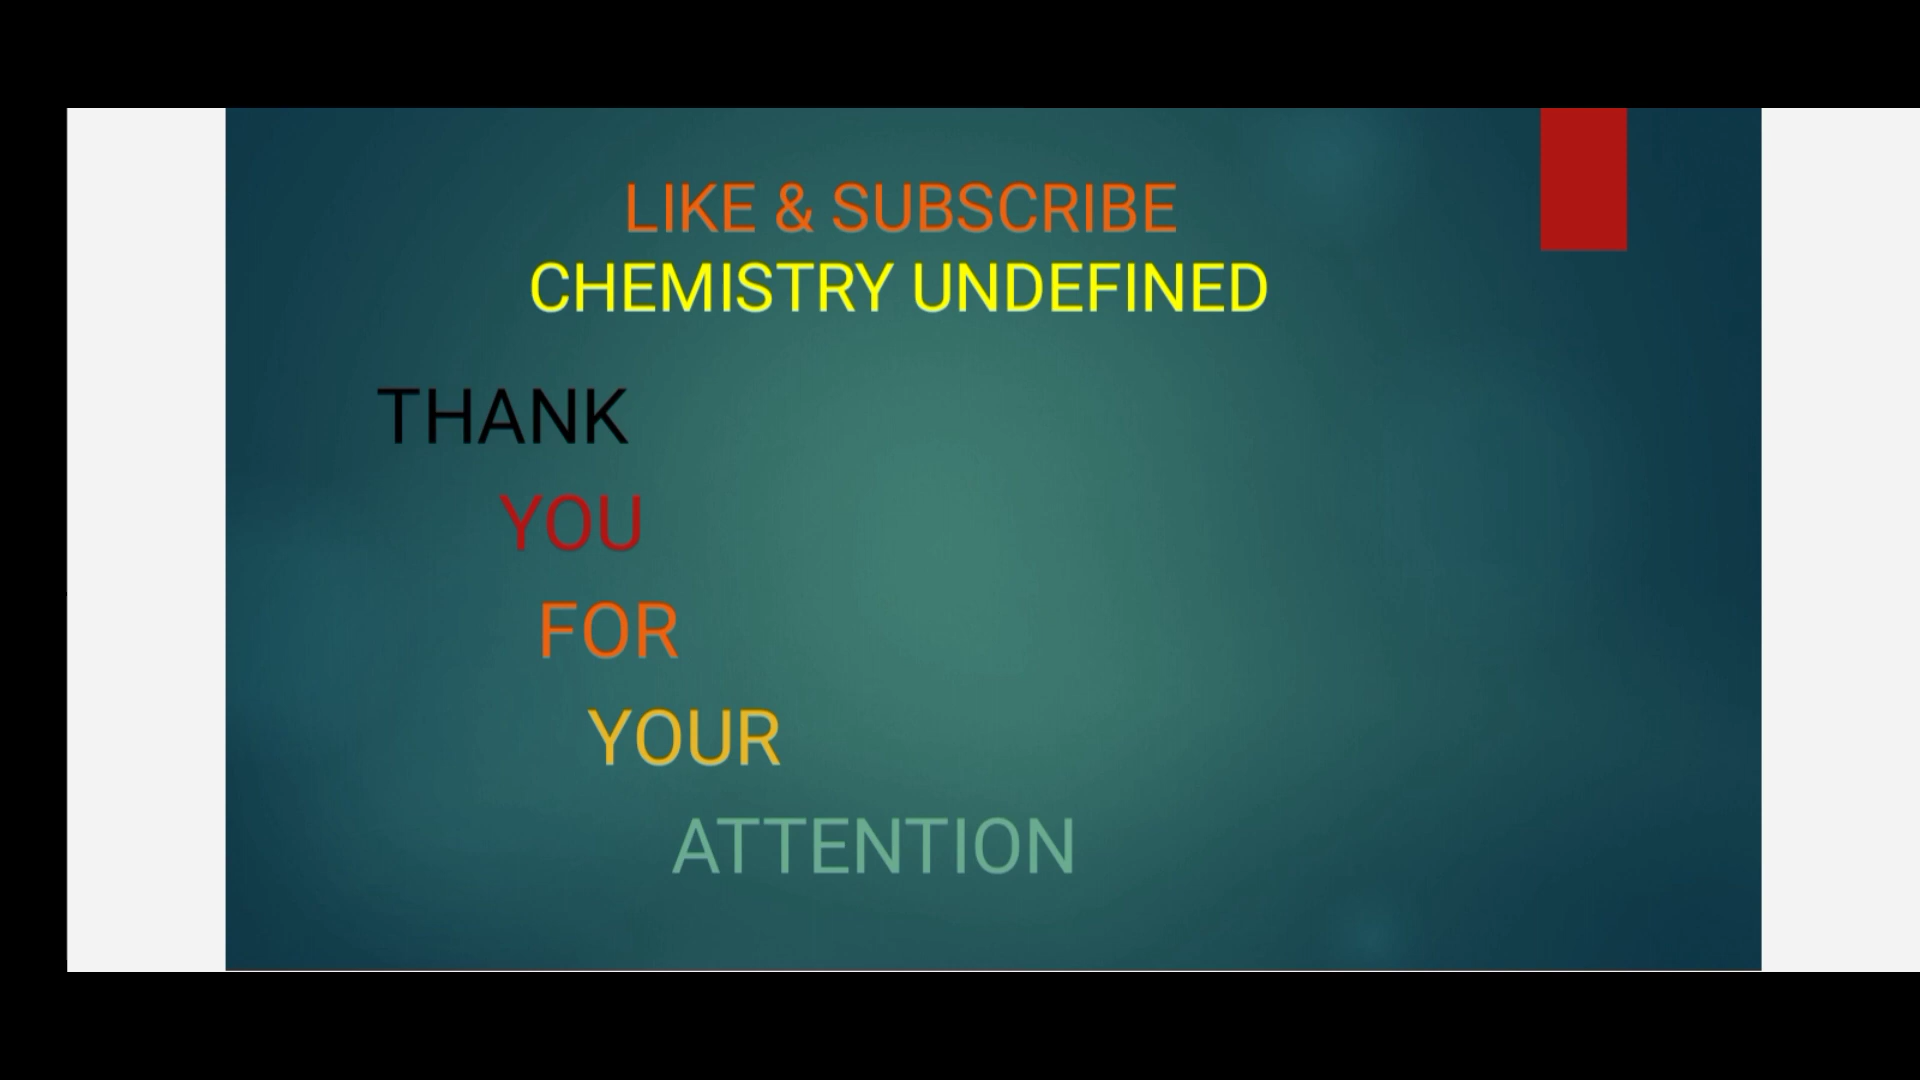 LIKE & SUBSCRIBE
CHEMISTRY UNDEFINED
THANK
YOU
FOR
YOUR
ATTENTION